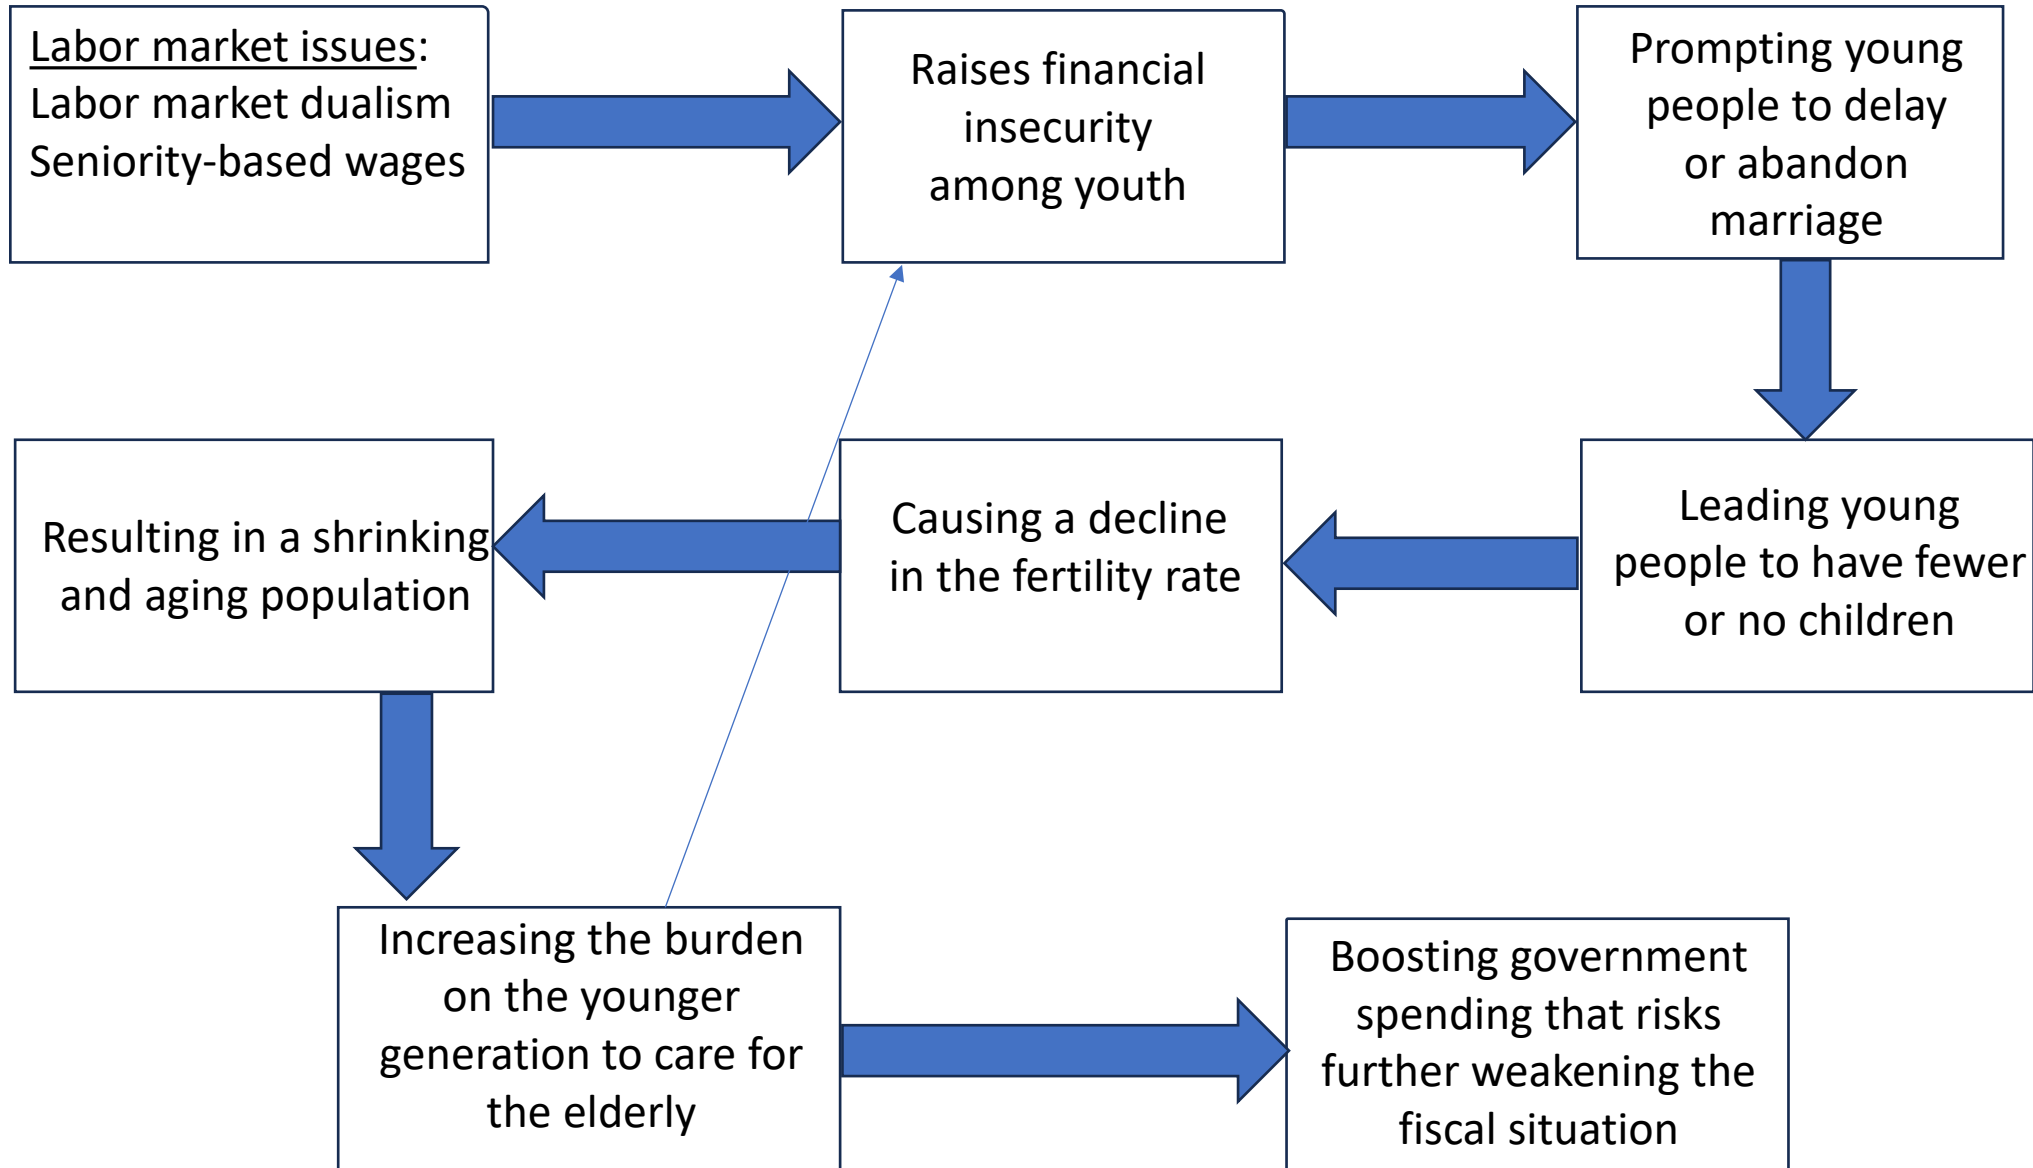 Labor market issues:
Labor market dualism
Seniority-based wages
Raises financial
insecurity
among youth
Prompting young
people to delay
or abandon
marriage
Leading young
people to have fewer
or no children
Causing a decline
in the fertility rate
Resulting in a shrinking
and aging population
Increasing the burden
on the younger
generation to care for
the elderly
Boosting government
spending that risks
further weakening the
fiscal situation